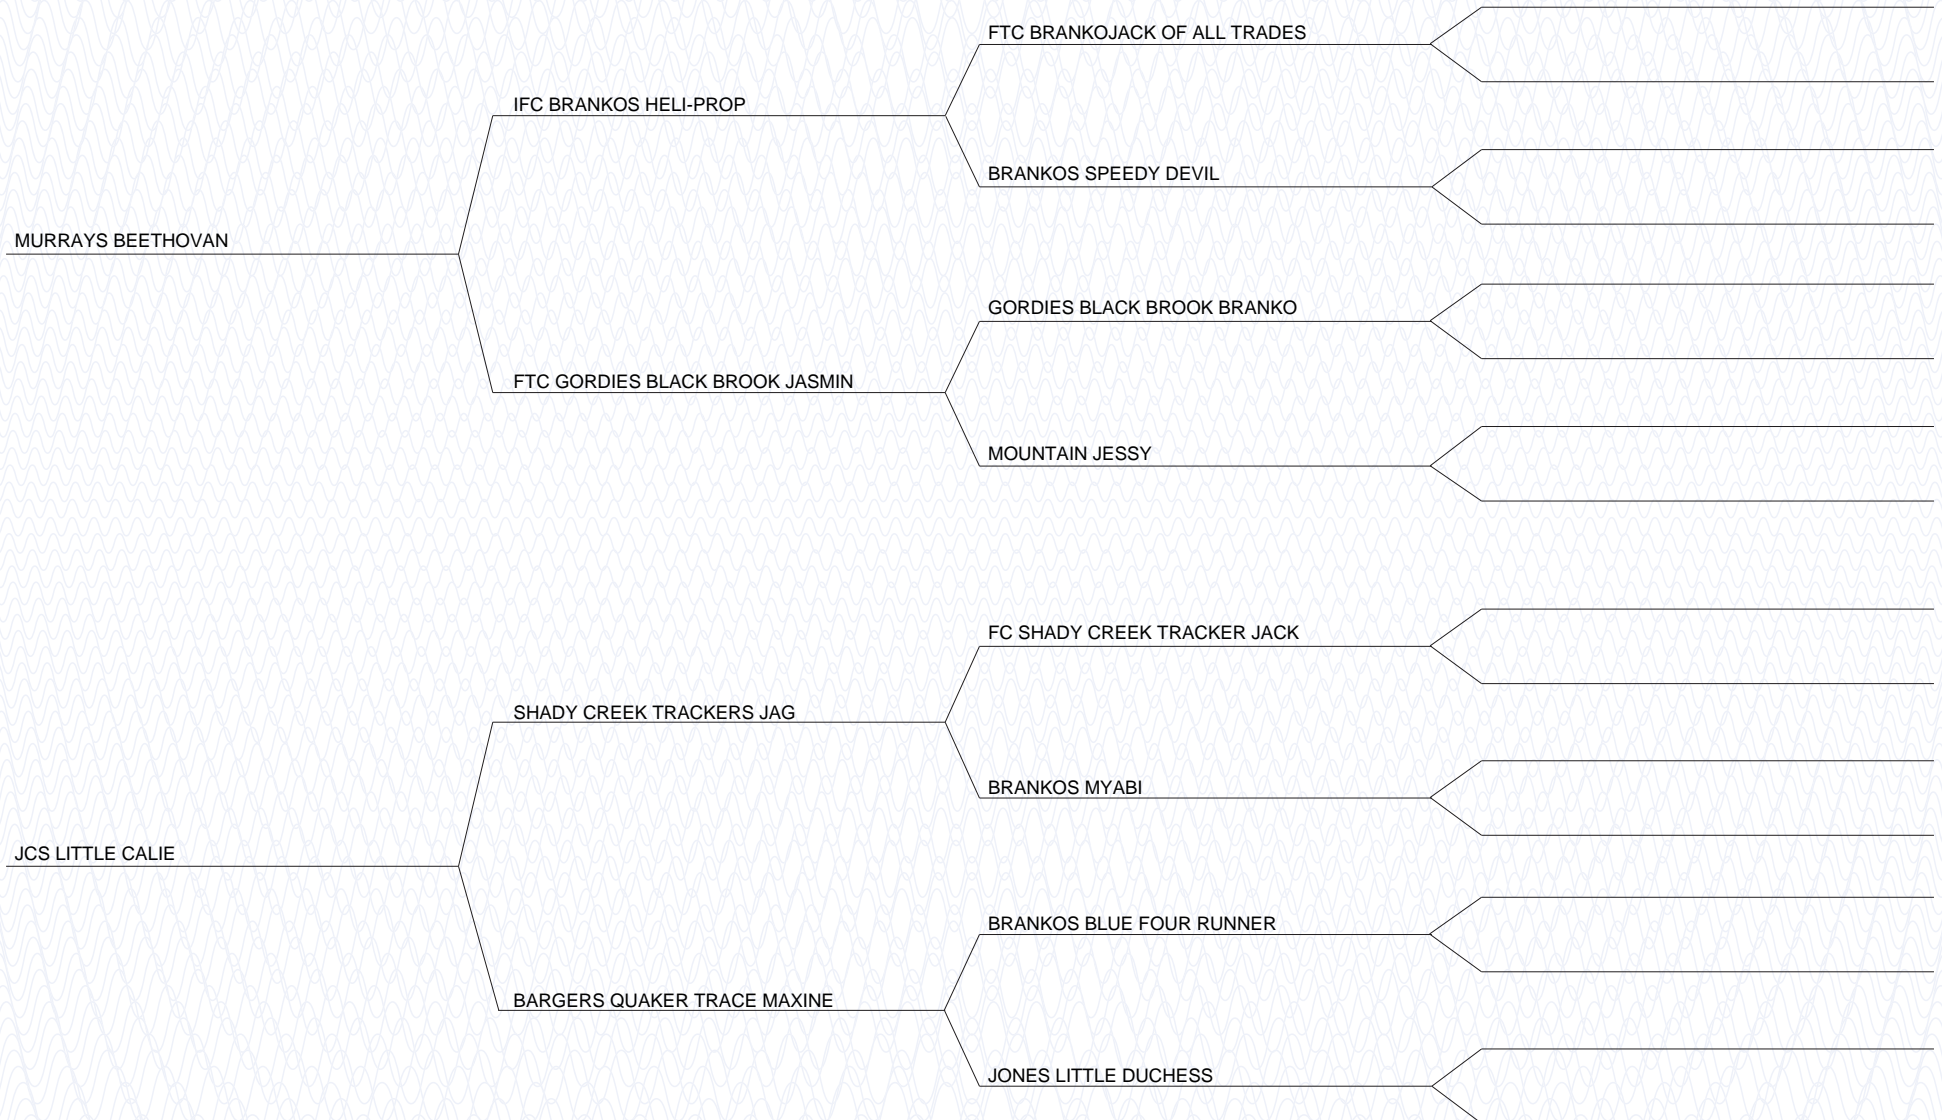 FTC BRANKOJACK OF ALL TRADES
IFC BRANKOS HELI-PROP
BRANKOS SPEEDY DEVIL
MURRAYS BEETHOVAN
GORDIES BLACK BROOK BRANKO
FTC GORDIES BLACK BROOK JASMIN
MOUNTAIN JESSY
FC SHADY CREEK TRACKER JACK
SHADY CREEK TRACKERS JAG
BRANKOS MYABI
JCS LITTLE CALIE
BRANKOS BLUE FOUR RUNNER
BARGERS QUAKER TRACE MAXINE
JONES LITTLE DUCHESS